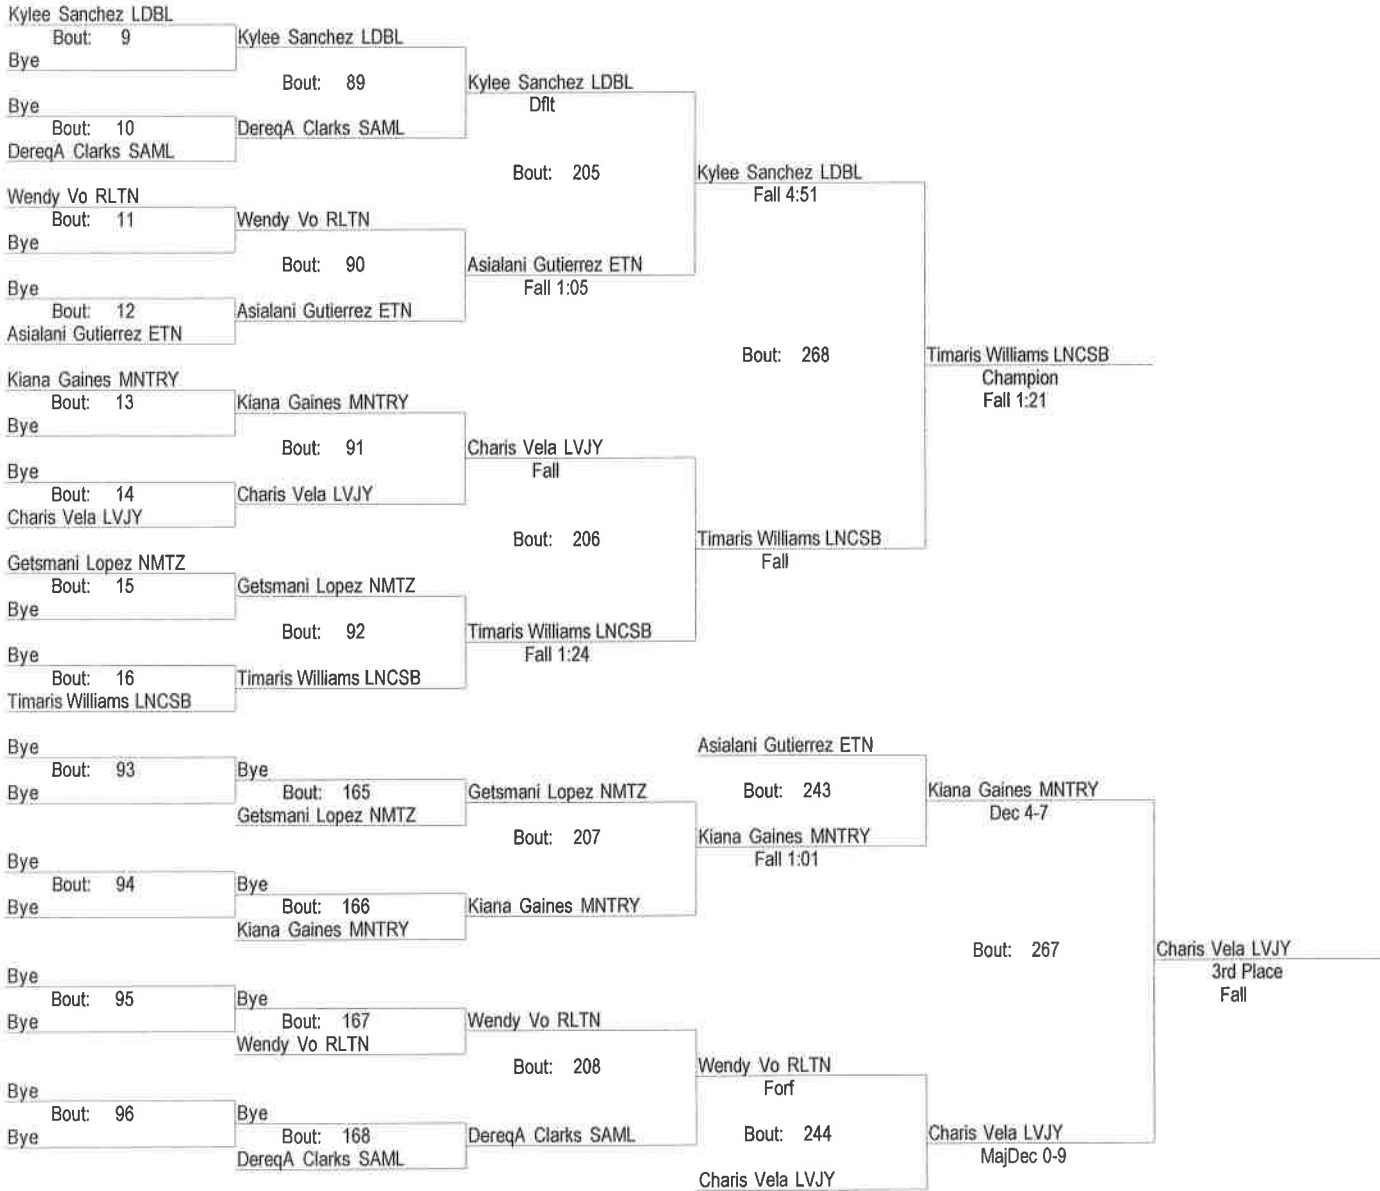 Kylee Sanchez LDBL
Bout: 9
Kylee Sanchez LDBL
Bye
Bout: 89
Kylee Sanchez LDBL
Dflt
Bye
Bout: 10
DereqA Clarks SAML
DereqA Clarks SAML
Bout: 205
Kylee Sanchez LDBL
Fall 4:51
Wendy Vo RLTN
Bout: 11
Wendy Vo RLTN
Bye
Bout: 90
Asialani Gutierrez ETN
Fall 1:05
Bye
Bout: 12
Asialani Gutierrez ETN
Asialani Gutierrez ETN
Bout: 268
Timaris Williams LNCSB
Champion
Fall 1:21
Kiana Gaines MNTRY
Bout: 13
Kiana Gaines MNTRY
Bye
Bout: 91
Charis Vela LVJY
Fall
Bye
Bout: 14
Charis Vela LVJY
Charis Vela LVJY
Bout: 206
Timaris Williams LNCSB
Fall
Getsmani Lopez NMTZ
Bout: 15
Getsmani Lopez NMTZ
Bye
Bout: 92
Timaris Williams LNCSB
Fall 1:24
Bye
Bout: 16
Timaris Williams LNCSB
Timaris Williams LNCSB
Bye
Bout: 93
Bye
Bye
Bout: 165
Getsmani Lopez NMTZ
Getsmani Lopez NMTZ
Asialani Gutierrez ETN
Bout: 243
Kiana Gaines MNTRY
Dec 4-7
Bout: 207
Kiana Gaines MNTRY
Fall 1:01
Bye
Bout: 94
Bye
Bye
Bout: 166
Kiana Gaines MNTRY
Kiana Gaines MNTRY
Bout: 267
Charis Vela LVJY
3rd Place
Fall
Bye
Bout: 95
Bye
Bye
Bout: 167
Wendy Vo RLTN
Wendy Vo RLTN
Bout: 208
Wendy Vo RLTN
Forf
Bye
Bout: 96
Bye
Bye
Bout: 168
DereqA Clarks SAML
DereqA Clarks SAML
Bout: 244
Charis Vela LVJY
MajDec 0-9
Charis Vela LVJY